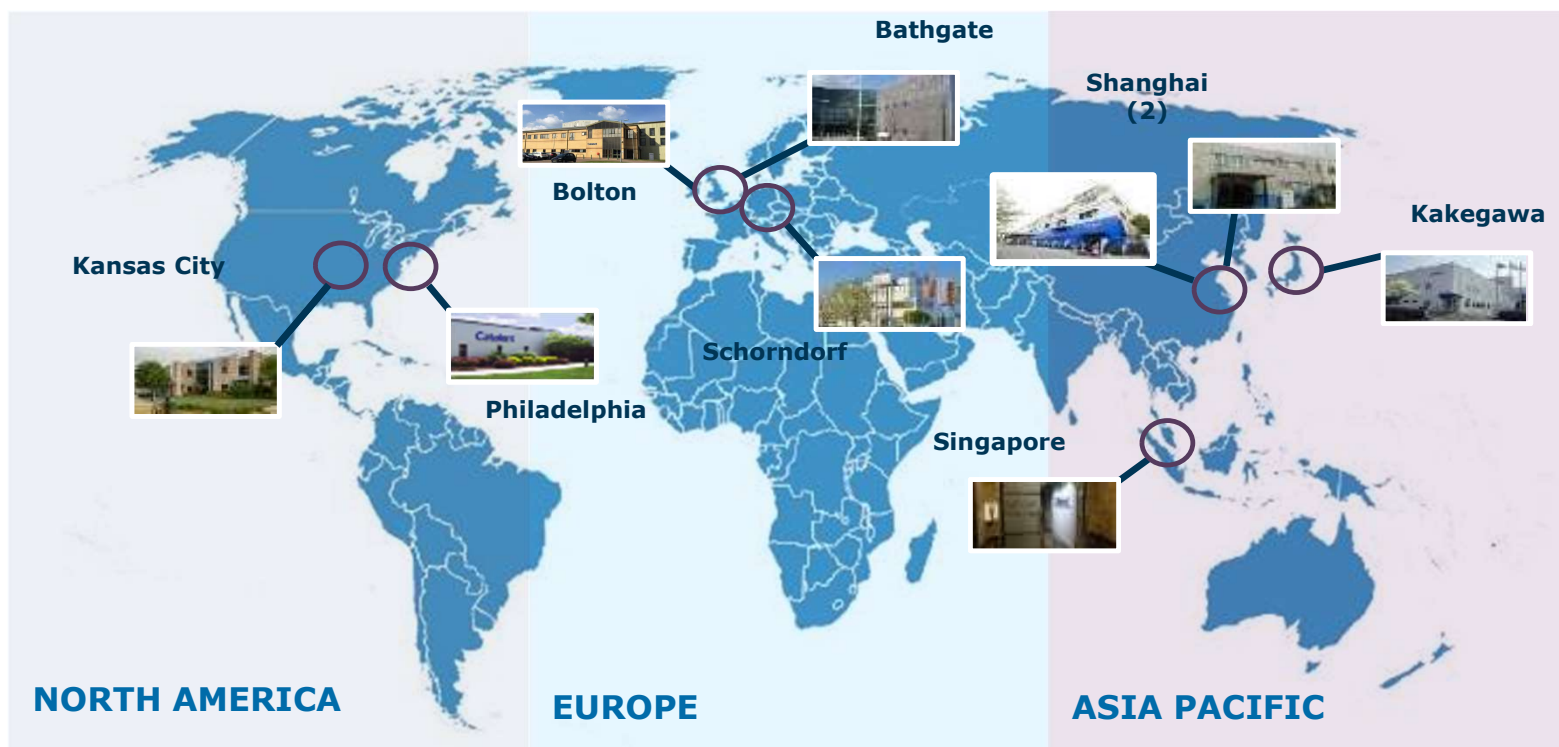 Bathgate
Shanghai
(2)
Bolton
Kakegawa
Kansas City
Schorndorf
Philadelphia
Singapore
NORTH AMERICA
EUROPE
ASIA PACIFIC